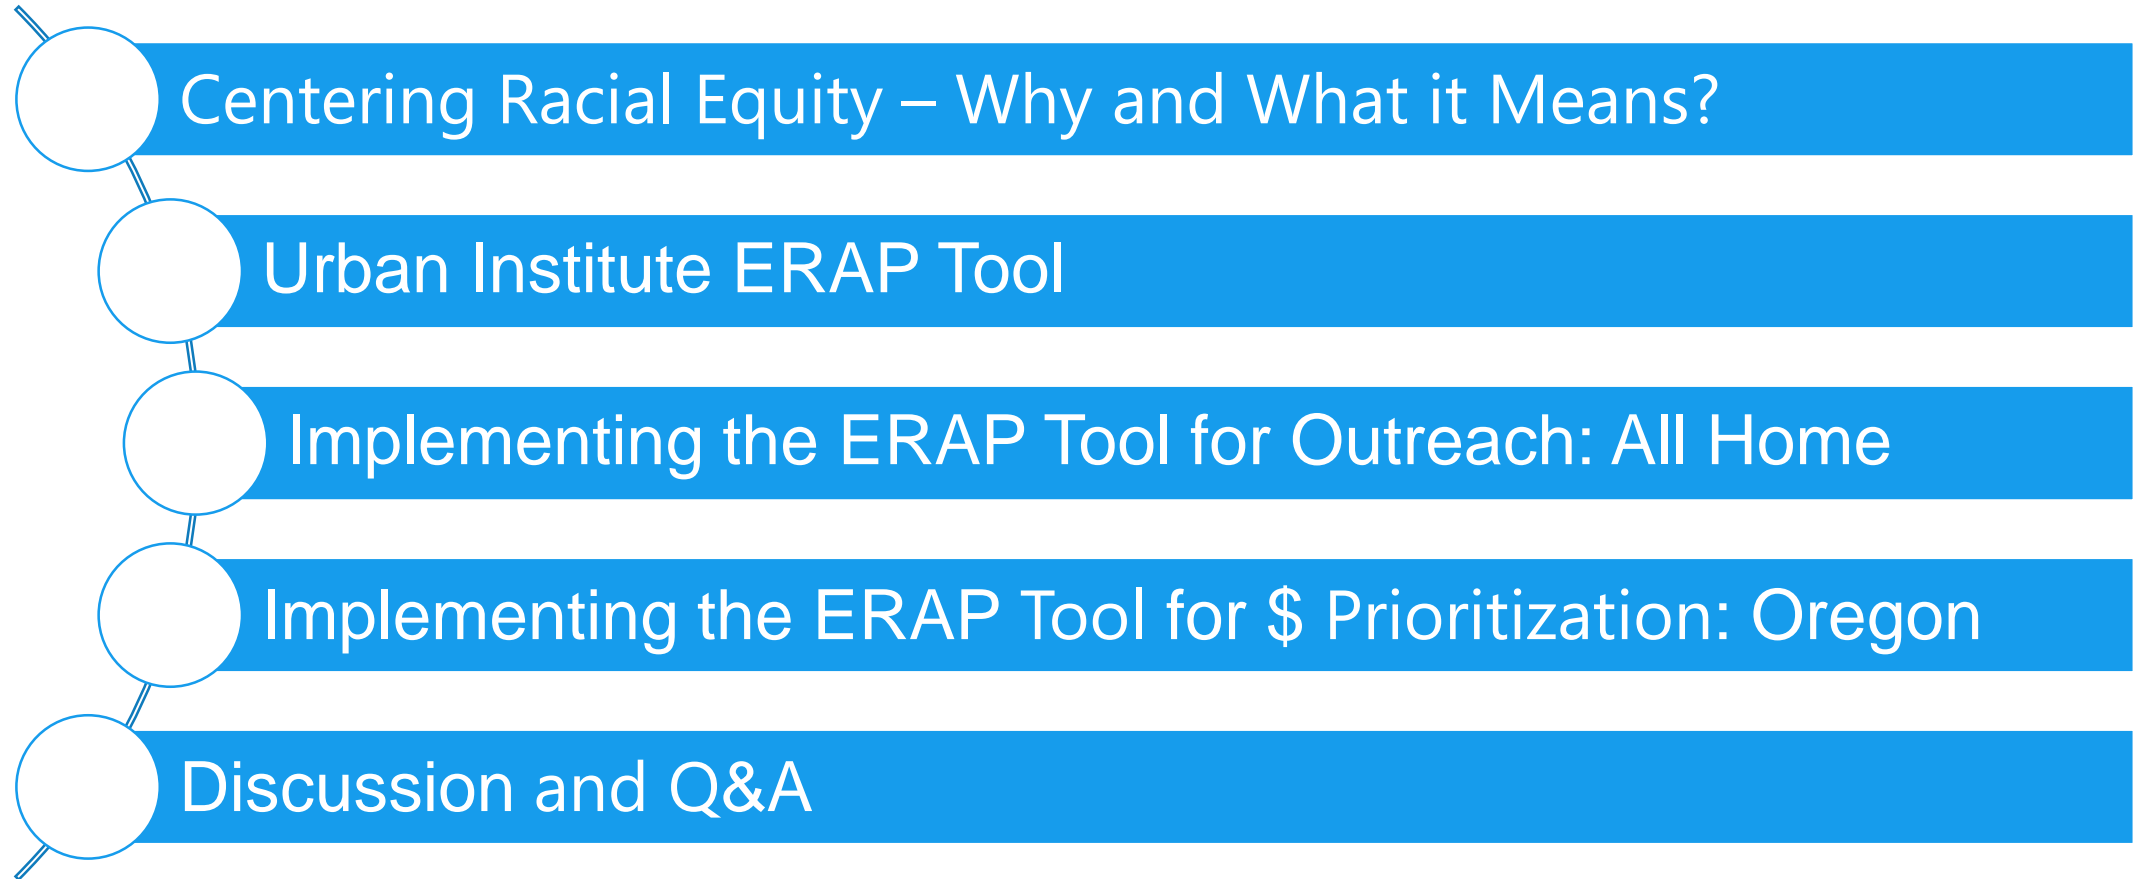 Centering Racial Equity – Why and What it Means?
Urban Institute ERAP Tool
Implementing the ERAP Tool for Outreach: All Home
Implementing the ERAP Tool for $ Prioritization: Oregon
Discussion and Q&A